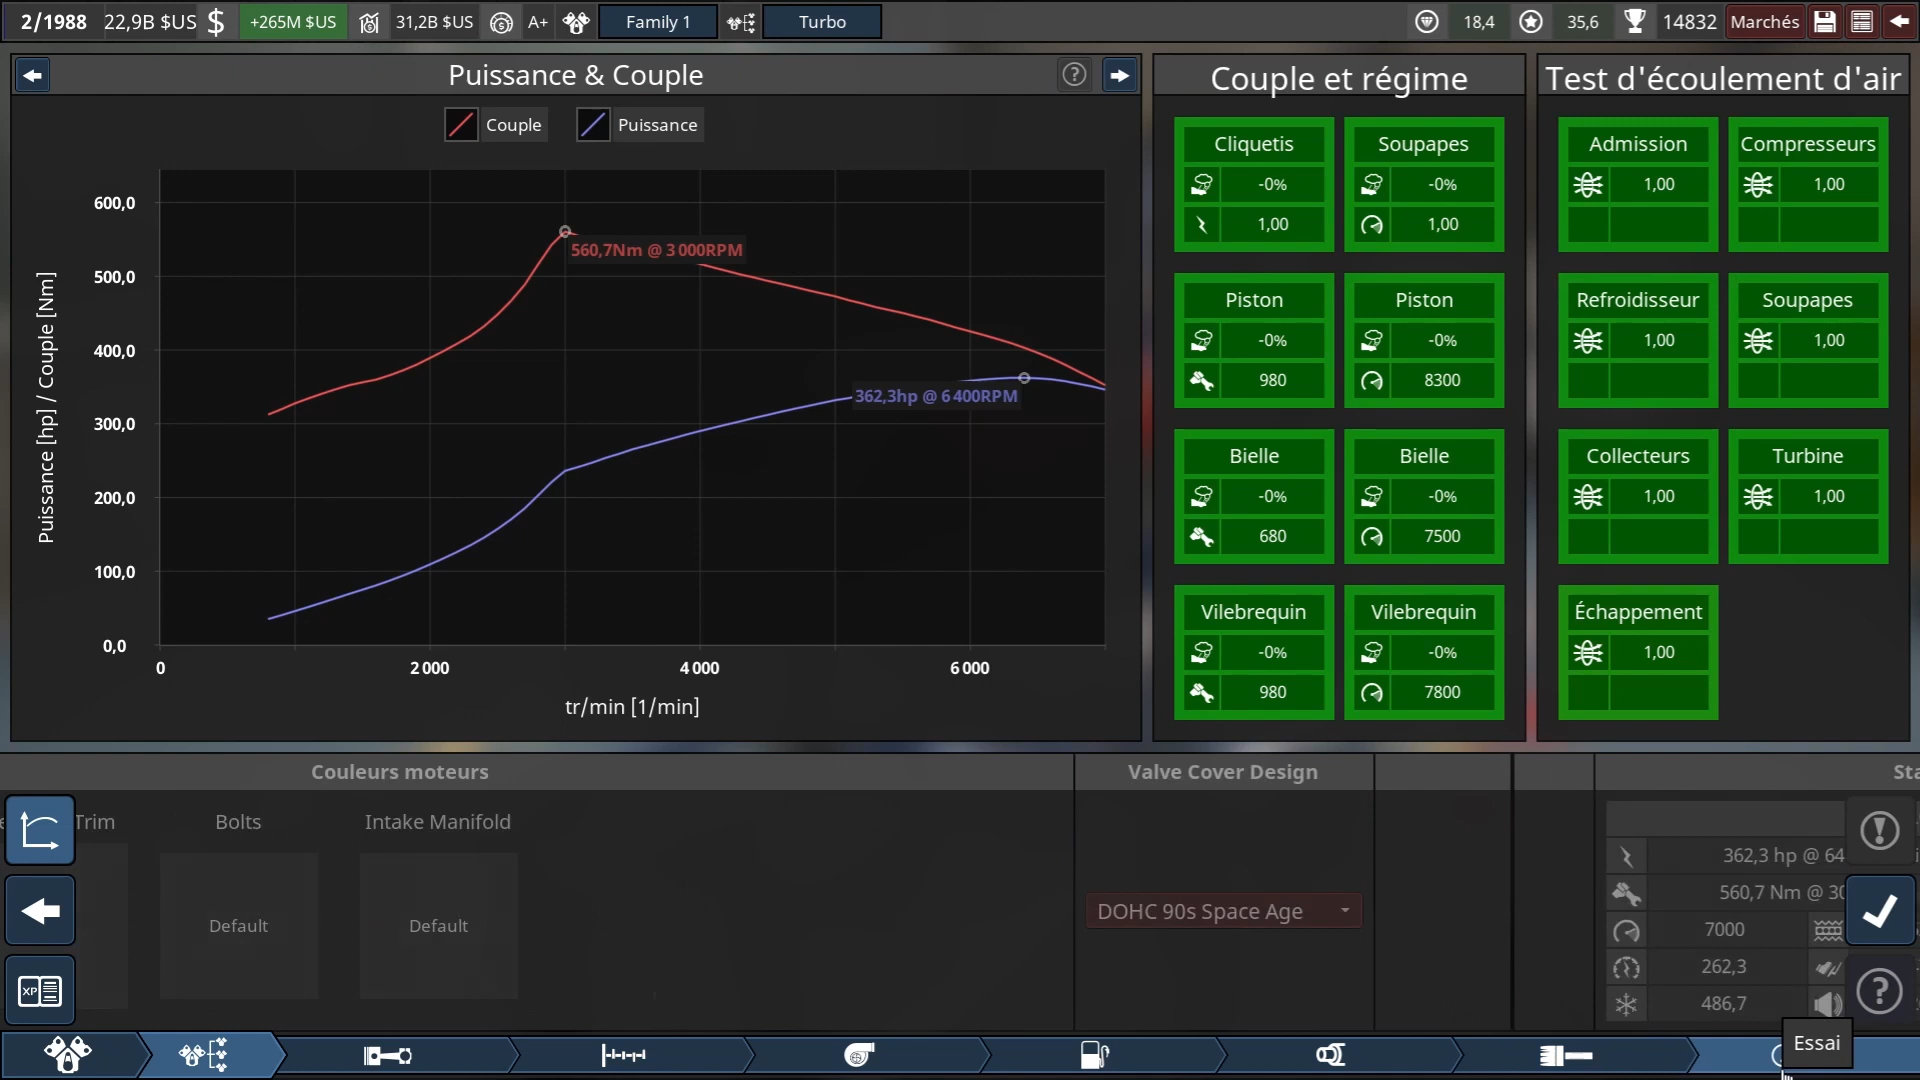 2/1988
22,9B $US
+265M $US
31,2B $US
A+
Family 1
Turbo
18,4
35,6
14832
Marchés
Puissance & Couple
?
Couple
Puissance
Puissance [hp] / Couple [Nm]
600,0
500,0
400,0
300,0
200,0
100,0
0,0
560,7Nm @ 3 000RPM
362,3hp @ 6 400RPM
0
2 000
4 000
6 000
tr/min [1/min]
Couple et régime
Cliquetis
-0%
1,00
Soupapes
-0%
1,00
Piston
-0%
980
Piston
-0%
8300
Bielle
-0%
680
Bielle
-0%
7500
Vilebrequin
-0%
980
Vilebrequin
-0%
7800
Test d'écoulement d'air
Admission
1,00
Compresseurs
1,00
Refroidisseur
1,00
Soupapes
1,00
Collecteurs
1,00
Turbine
1,00
Échappement
1,00
Couleurs moteurs
Trim
Bolts
Intake Manifold
Default
Default
Valve Cover Design
DOHC 90s Space Age
Sta
362,3 hp @ 64
560,7 Nm @ 30
7000
262,3
486,7
XP
?
Essai